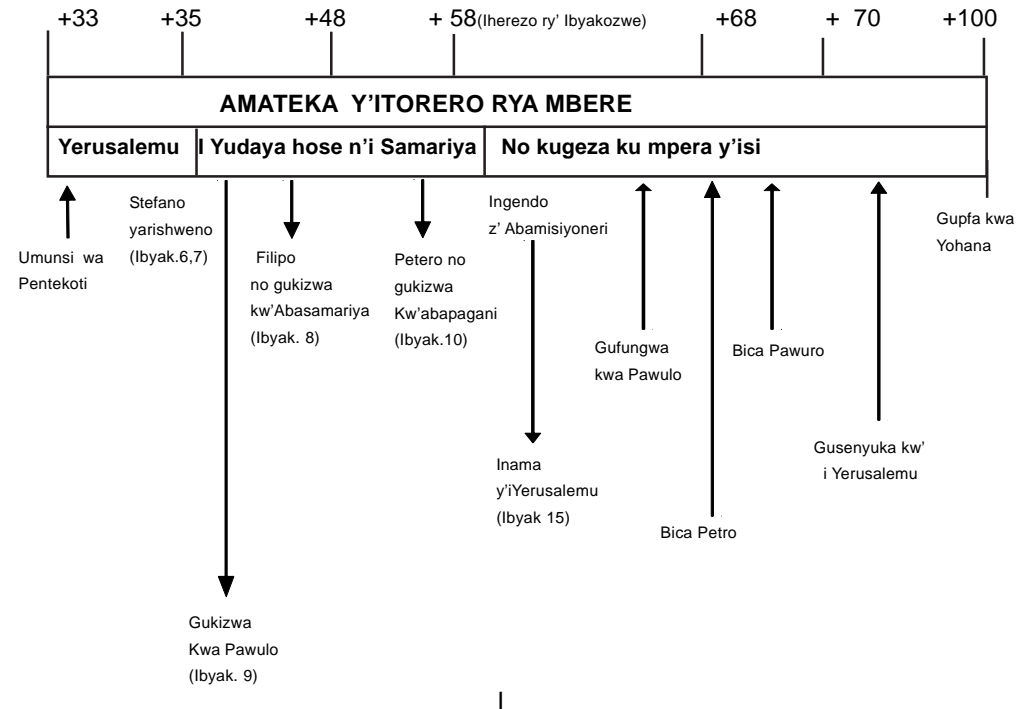 +33 +35 +48 + 58(Iherezo ry' Ibyakozwe) +68 + 70 +100
AMATEKA Y'ITORERO RYA MBERE
Yerusalemu I Yudaya hose n'i Samariya No kugeza ku mpera y'isi
Umunsi wa
Pentekoti
Stefano
yarishweno
(Ibyak.6,7)
Gukizwa
Kwa Pawulo
(Ibyak. 9)
Filipo
no gukizwa
kw'Abasamariya
(Ibyak. 8)
Petero no
gukizwa
Kw'abapagani
(Ibyak.10)
Ingendo
z' Abamisiyoneri
Inama
y'iYerusalemu
(Ibyak 15)
Gufungwa
kwa Pawulo
Bica Petro
Bica Pawuro
Gusenyuka kw'
i Yerusalemu
Gupfa kwa
Yohana